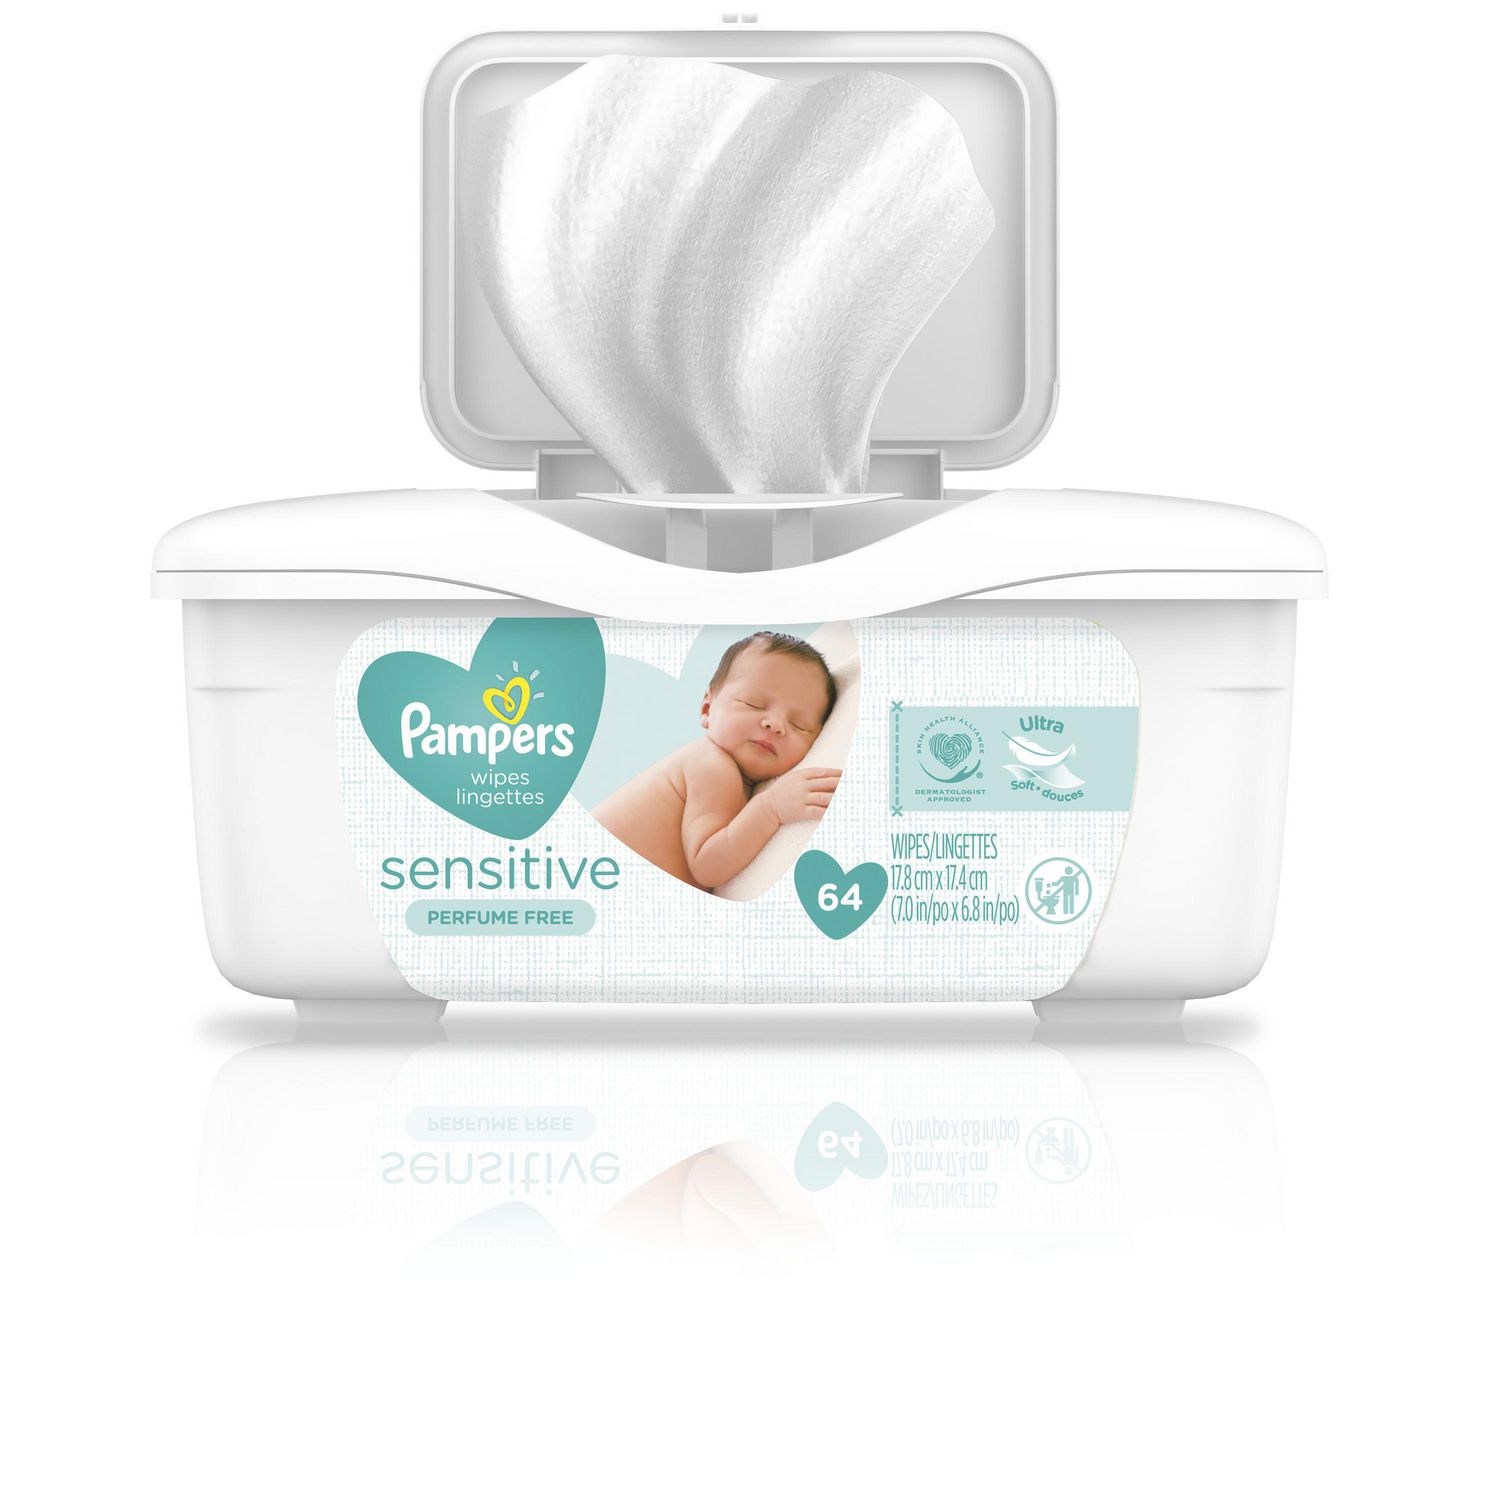 Pampers
wipes
lingettes
sensitive
PERFUME FREE
64
SKIN HEALTH ALLIANCE
®
DERMATOLOGIST
APPROVED
Ultra
Soft • douces
WIPES/LINGETTES
17.8 cm x 17.4 cm
(7.0 in/po x 6.8 in/po)